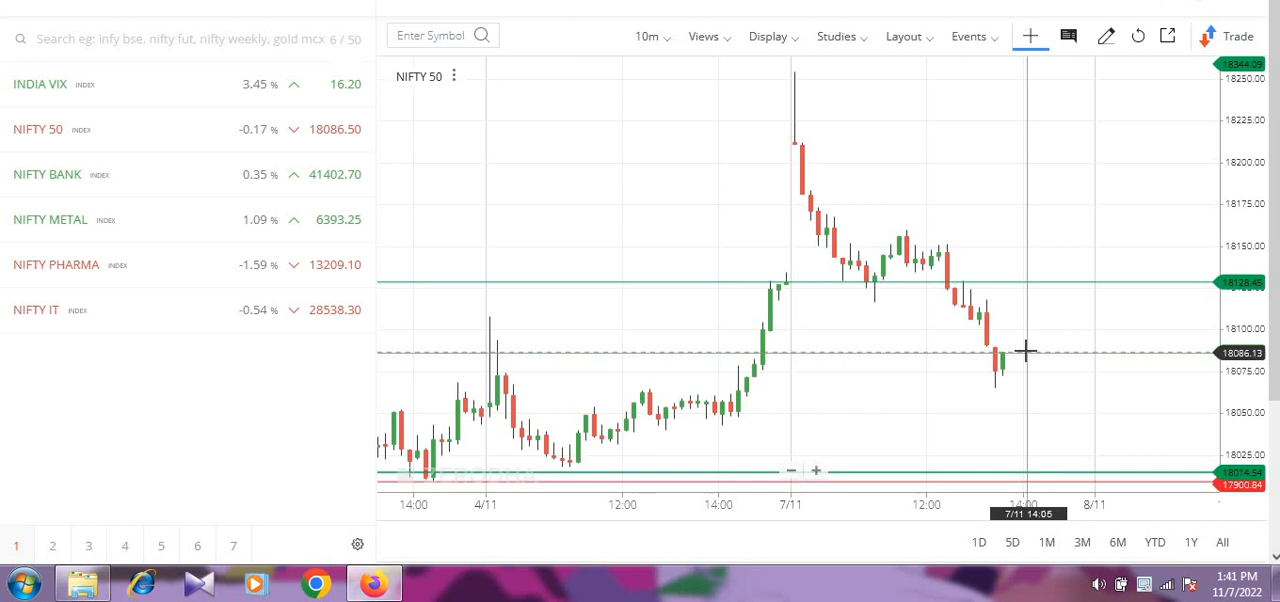 Search eg: infy bse, nifty fut, nifty weekly, gold mcx 6 / 50
Enter Symbol
10m Views Display Studies Layout Events Trade
INDIA VIX INDEX 3.45 % 16.20
NIFTY 50 INDEX -0.17 % 18086.50
NIFTY BANK INDEX 0.35 % 41402.70
NIFTY METAL INDEX 1.09 % 6393.25
NIFTY PHARMA INDEX -1.59 % 13209.10
NIFTY IT INDEX -0.54 % 28538.30
1 2 3 4 5 6 7
NIFTY 50
18344.09
18250.00
18225.00
18200.00
18175.00
18150.00
18128.45
18100.00
18086.13
18075.00
18050.00
18025.00
18014.54
17900.84
14:00 4/11 12:00 14:00 7/11 12:00 14:00 8/11
7/11 14:05
1D 5D 1M 3M 6M YTD 1Y All
1:41 PM
11/7/2022